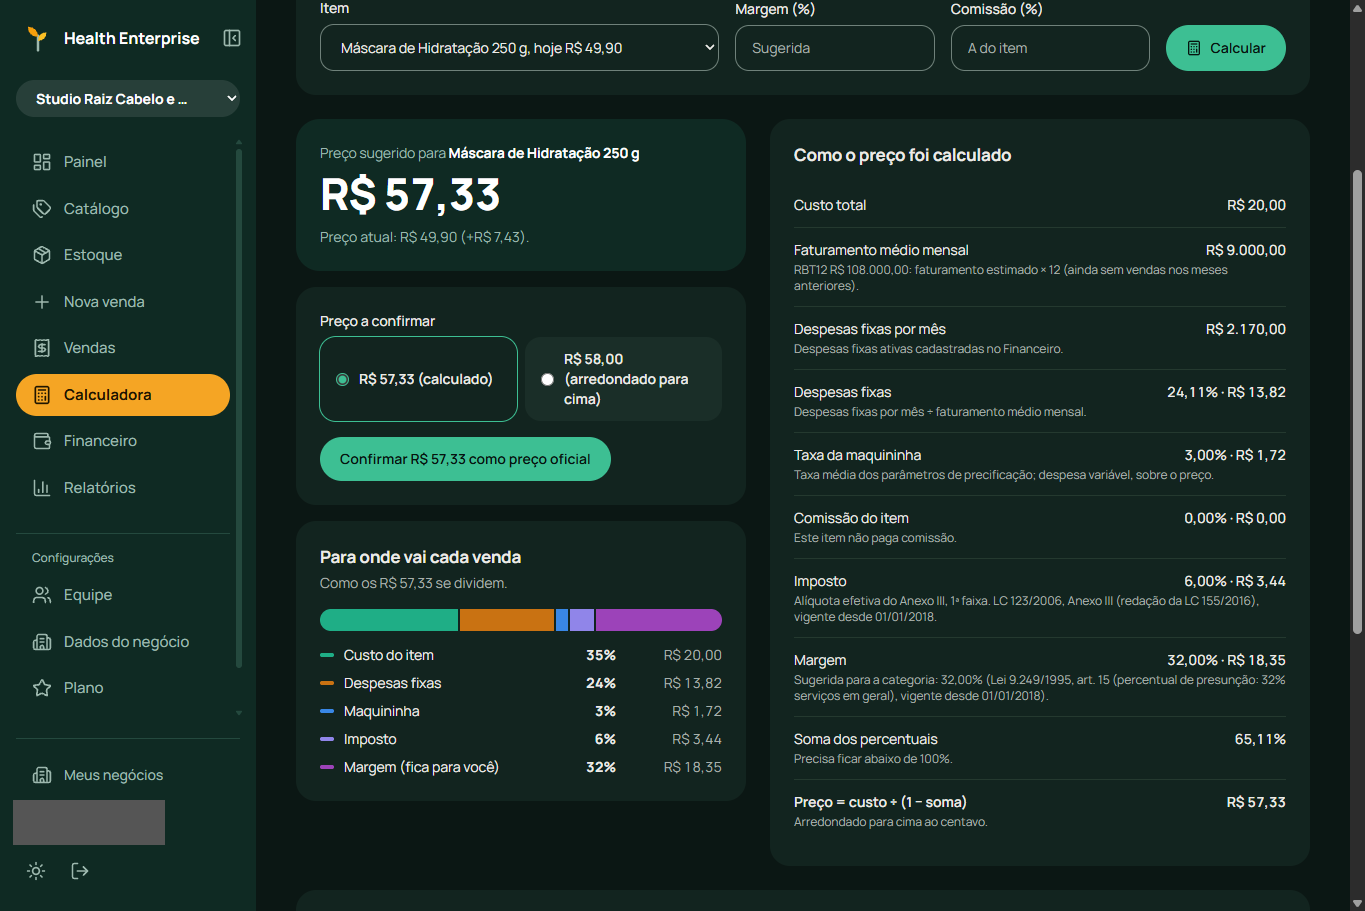 Health Enterprise
Studio Raiz Cabelo e ...
Painel
Catálogo
Estoque
Nova venda
Vendas
Calculadora
Financeiro
Relatórios
Configurações
Equipe
Dados do negócio
Plano
Meus negócios
Item
Máscara de Hidratação 250 g, hoje R$ 49,90
Margem (%)
Sugerida
Comissão (%)
A do item
Calcular
Preço sugerido para Máscara de Hidratação 250 g
R$ 57,33
Preço atual: R$ 49,90 (+R$ 7,43).
Preço a confirmar
R$ 57,33 (calculado)
R$ 58,00
(arredondado para
cima)
Confirmar R$ 57,33 como preço oficial
Para onde vai cada venda
Como os R$ 57,33 se dividem.
Custo do item 35% R$ 20,00
Despesas fixas 24% R$ 13,82
Maquininha 3% R$ 1,72
Imposto 6% R$ 3,44
Margem (fica para você) 32% R$ 18,35
Como o preço foi calculado
Custo total R$ 20,00
Faturamento médio mensal R$ 9.000,00
RBT12 R$ 108.000,00: faturamento estimado × 12 (ainda sem vendas nos meses
anteriores).
Despesas fixas por mês R$ 2.170,00
Despesas fixas ativas cadastradas no Financeiro.
Despesas fixas 24,11% · R$ 13,82
Despesas fixas por mês ÷ faturamento médio mensal.
Taxa da maquininha 3,00% · R$ 1,72
Taxa média dos parâmetros de precificação; despesa variável, sobre o preço.
Comissão do item 0,00% · R$ 0,00
Este item não paga comissão.
Imposto 6,00% · R$ 3,44
Alíquota efetiva do Anexo III, 1ª faixa. LC 123/2006, Anexo III (redação da LC 155/2016),
vigente desde 01/01/2018.
Margem 32,00% · R$ 18,35
Sugerida para a categoria: 32,00% (Lei 9.249/1995, art. 15 (percentual de presunção: 32%
serviços em geral), vigente desde 01/01/2018).
Soma dos percentuais 65,11%
Precisa ficar abaixo de 100%.
Preço = custo ÷ (1 − soma) R$ 57,33
Arredondado para cima ao centavo.